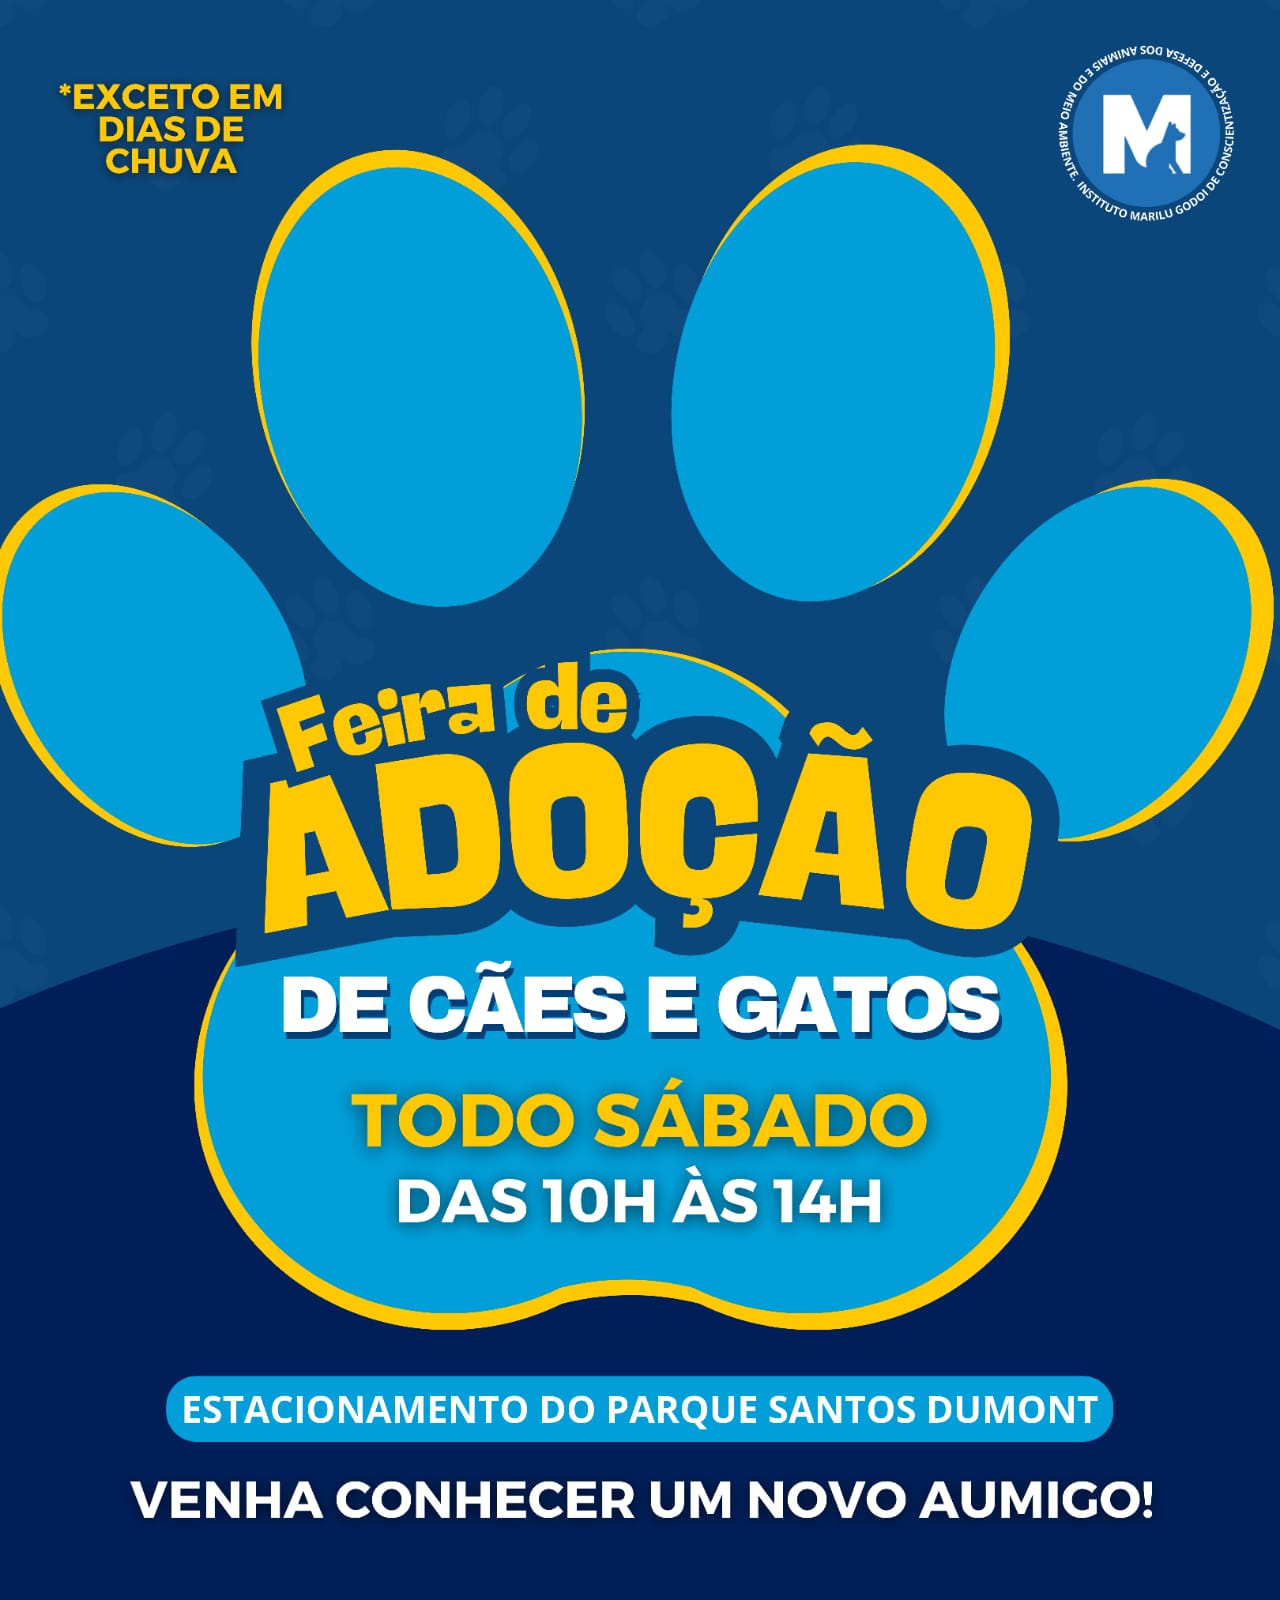 *EXCETO EM
DIAS DE
CHUVA
INSTITUTO MARILU GODOI DE CONSCIENTIZAÇÃO E DEFESA DOS ANIMAIS E DO MEIO AMBIENTE.
M
Feira de
ADOÇÃO
DE CÃES E GATOS
TODO SÁBADO
DAS 10H ÀS 14H
ESTACIONAMENTO DO PARQUE SANTOS DUMONT
VENHA CONHECER UM NOVO AUMIGO!